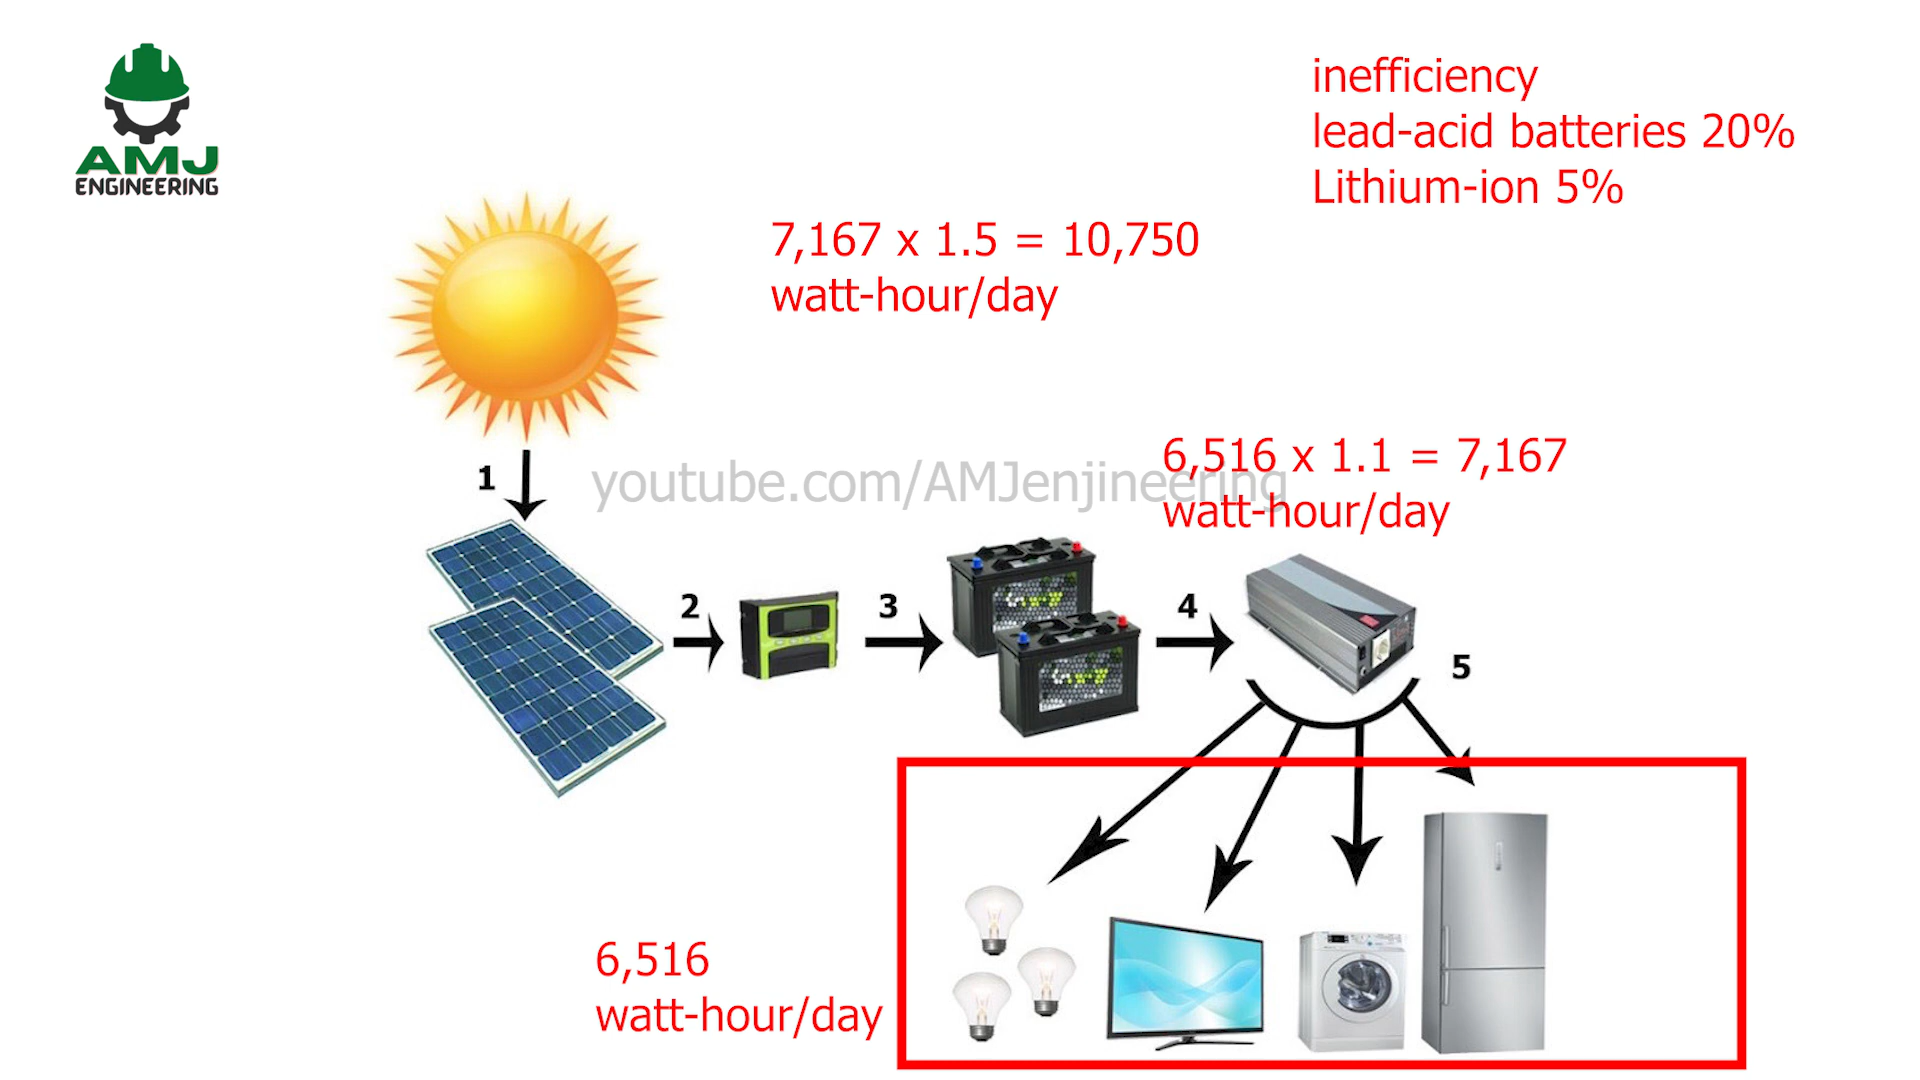 AMJ
ENGINEERING
inefficiency
lead-acid batteries 20%
Lithium-ion 5%
7,167 x 1.5 = 10,750
watt-hour/day
6,516 x 1.1 = 7,167
watt-hour/day
youtube.com/AMJenjineering
1
2
3
4
5
6,516
watt-hour/day